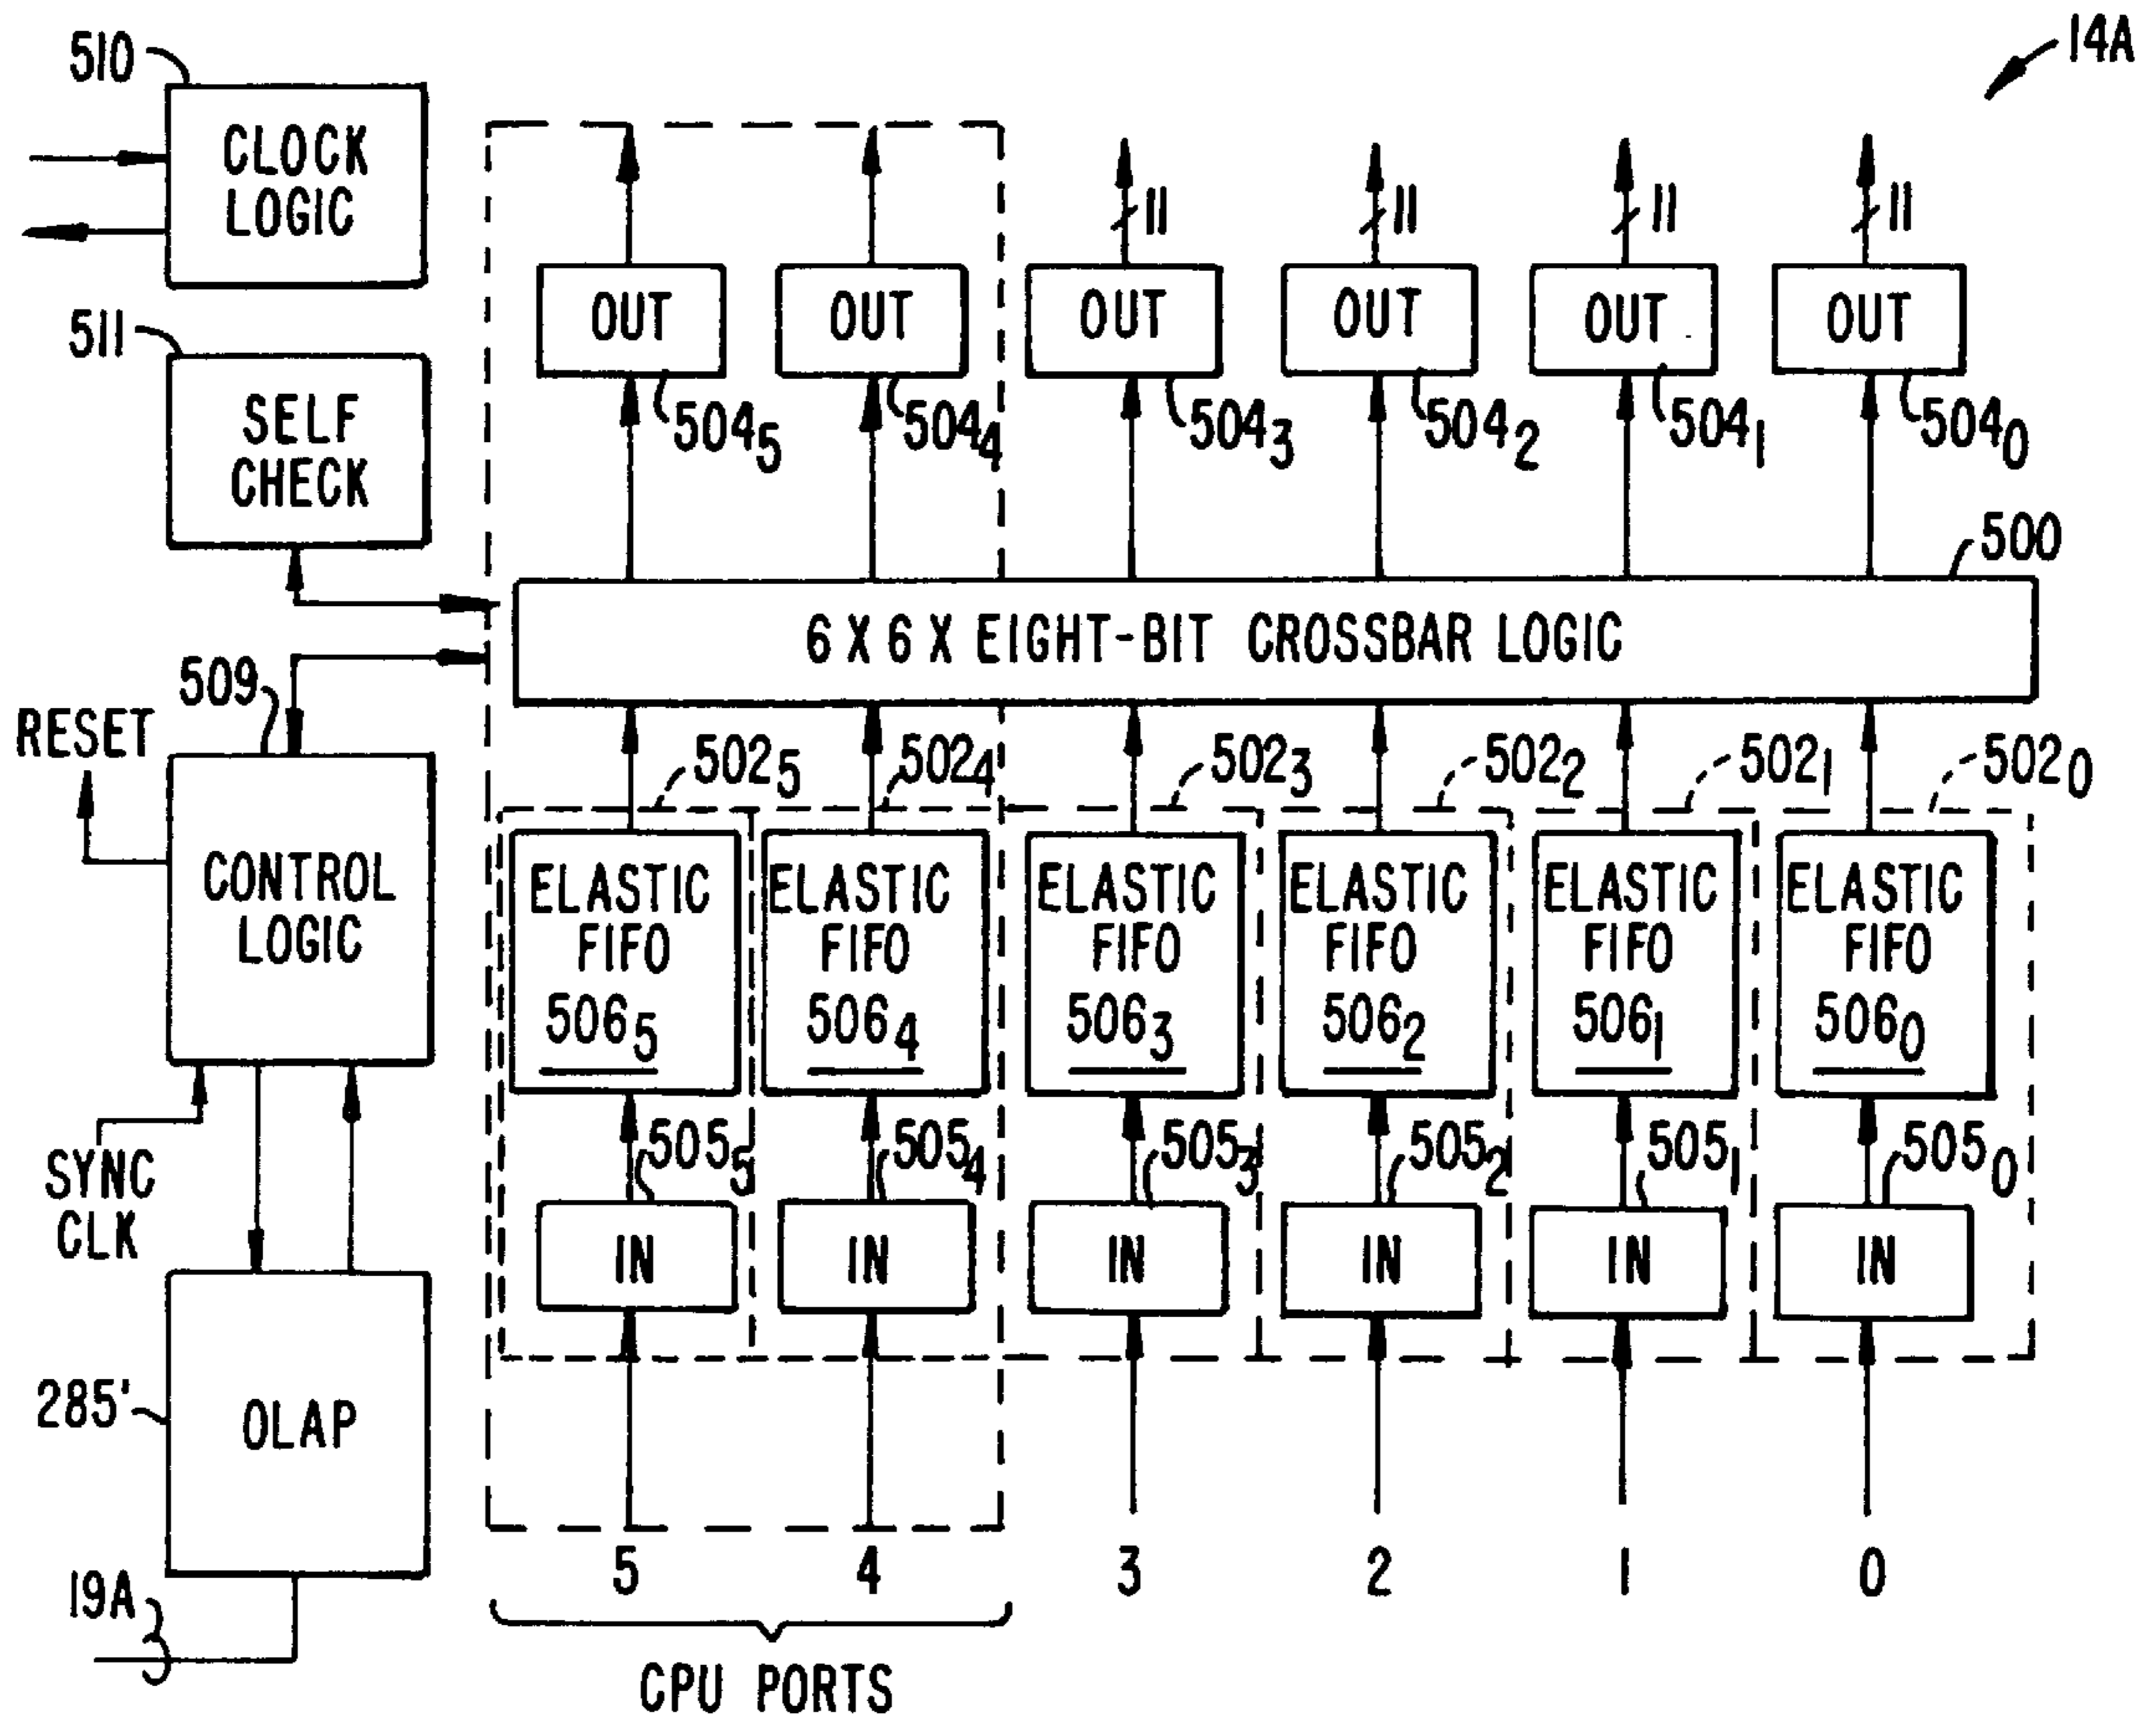 14A
510
CLOCK
LOGIC
11 11 11 11
511
OUT OUT OUT OUT OUT OUT
SELF
CHECK
504₅ 504₄ 504₃ 504₂ 504₁ 504₀
500
6 X 6 X EIGHT-BIT CROSSBAR LOGIC
509
RESET
502₅ 502₄ 502₃ 502₂ 502₁ 502₀
CONTROL
LOGIC
ELASTIC ELASTIC ELASTIC ELASTIC ELASTIC ELASTIC
FIFO FIFO FIFO FIFO FIFO FIFO
506₅ 506₄ 506₃ 506₂ 506₁ 506₀
505₅ 505₄ 505₃ 505₂ 505₁ 505₀
SYNC
CLK
IN IN IN IN IN IN
285'
OLAP
5 4 3 2 1 0
19A
CPU PORTS